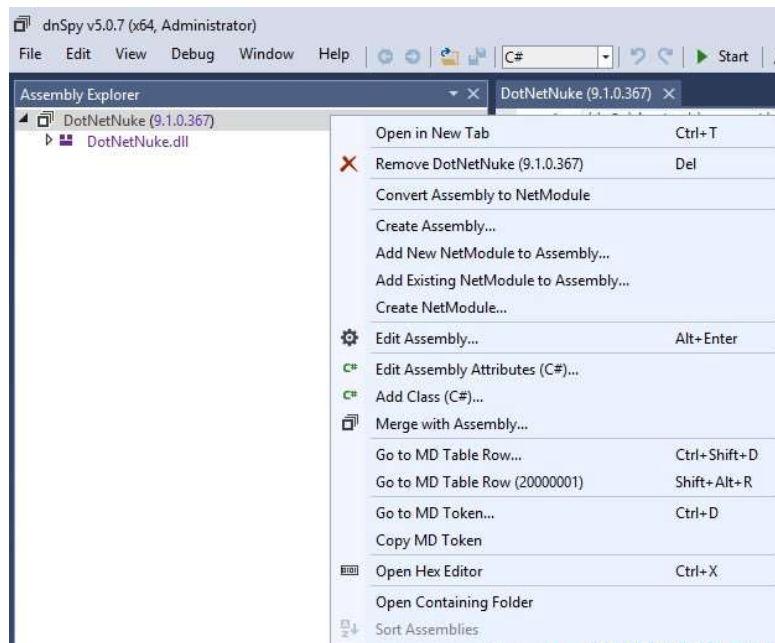 dnSpy v5.0.7 (x64, Administrator)
File Edit View Debug Window Help C# Start
Assembly Explorer
DotNetNuke (9.1.0.367)
DotNetNuke (9.1.0.367)
DotNetNuke.dll
Open in New Tab Ctrl+T
Remove DotNetNuke (9.1.0.367) Del
Convert Assembly to NetModule
Create Assembly...
Add New NetModule to Assembly...
Add Existing NetModule to Assembly...
Create NetModule...
Edit Assembly... Alt+Enter
C# Edit Assembly Attributes (C#)...
C# Add Class (C#)...
Merge with Assembly...
Go to MD Table Row... Ctrl+Shift+D
Go to MD Table Row (20000001) Shift+Alt+R
Go to MD Token... Ctrl+D
Copy MD Token
Open Hex Editor Ctrl+X
Open Containing Folder
Sort Assemblies